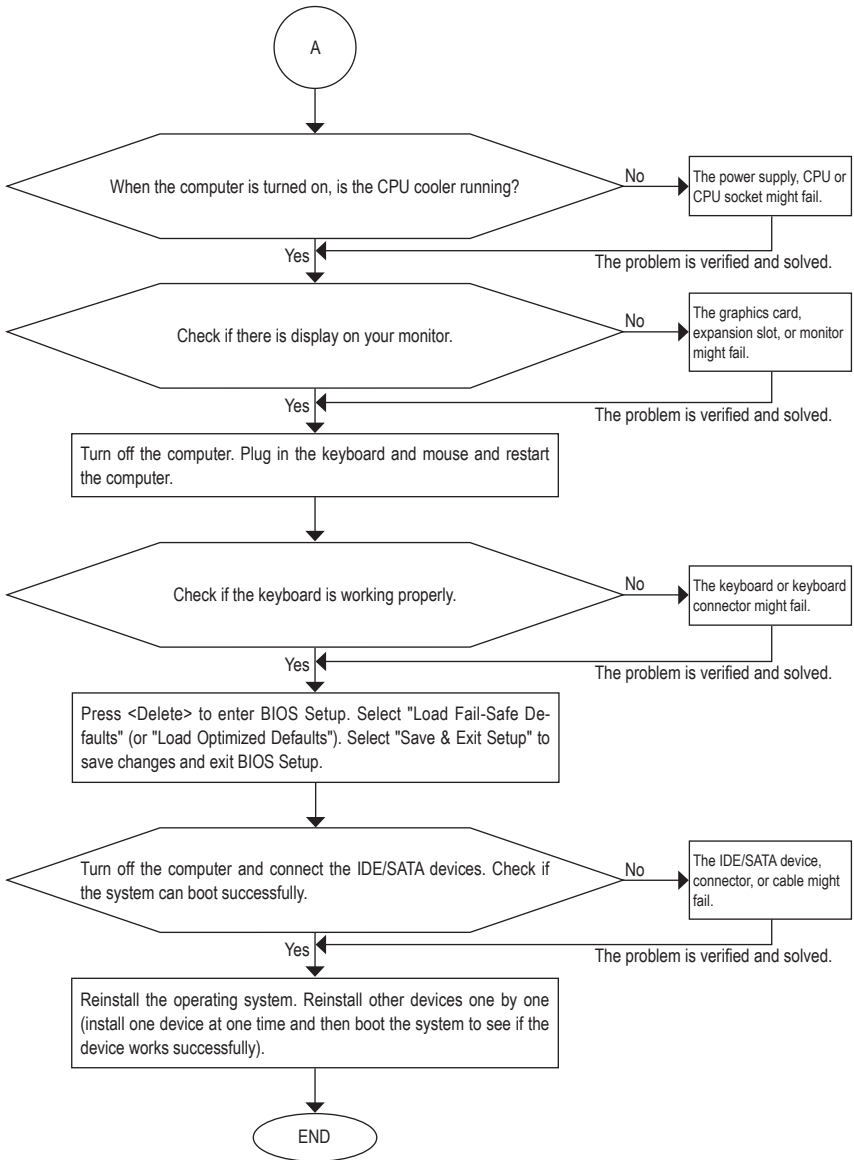 A
When the computer is turned on, is the CPU cooler running?
No
The power supply, CPU or
CPU socket might fail.
Yes
The problem is verified and solved.
Check if there is display on your monitor.
No
The graphics card,
expansion slot, or monitor
might fail.
Yes
The problem is verified and solved.
Turn off the computer. Plug in the keyboard and mouse and restart
the computer.
Check if the keyboard is working properly.
No
The keyboard or keyboard
connector might fail.
Yes
The problem is verified and solved.
Press <Delete> to enter BIOS Setup. Select "Load Fail-Safe De-
faults" (or "Load Optimized Defaults"). Select "Save & Exit Setup" to
save changes and exit BIOS Setup.
Turn off the computer and connect the IDE/SATA devices. Check if
the system can boot successfully.
No
The IDE/SATA device,
connector, or cable might
fail.
Yes
The problem is verified and solved.
Reinstall the operating system. Reinstall other devices one by one
(install one device at one time and then boot the system to see if the
device works successfully).
END